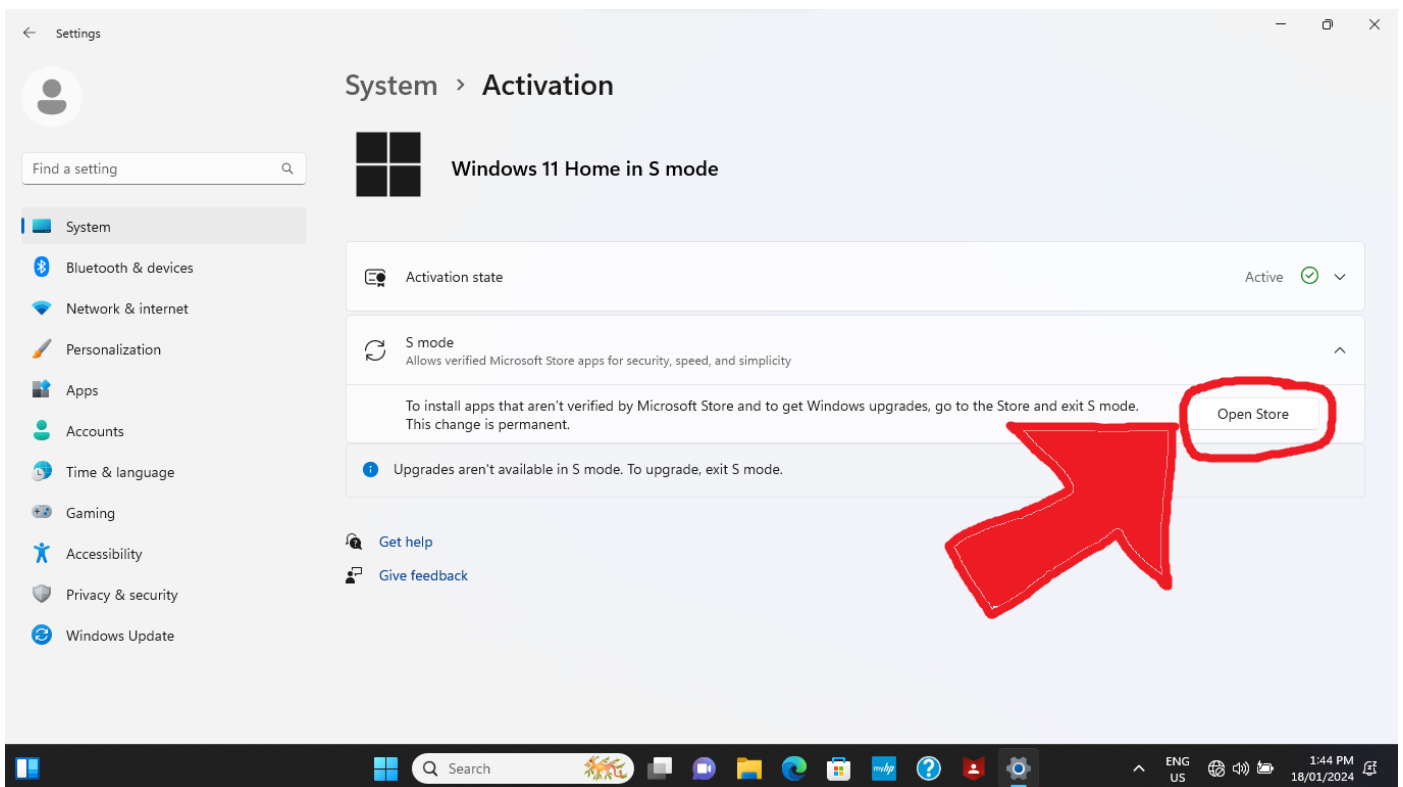 Settings
System > Activation
Windows 11 Home in S mode
Find a setting
System
Bluetooth & devices
Network & internet
Personalization
Apps
Accounts
Time & language
Gaming
Accessibility
Privacy & security
Windows Update
Activation state
Active
S mode
Allows verified Microsoft Store apps for security, speed, and simplicity
To install apps that aren't verified by Microsoft Store and to get Windows upgrades, go to the Store and exit S mode.
This change is permanent.
Open Store
Upgrades aren't available in S mode. To upgrade, exit S mode.
Get help
Give feedback
Search
myhp
ENG
US
1:44 PM
18/01/2024